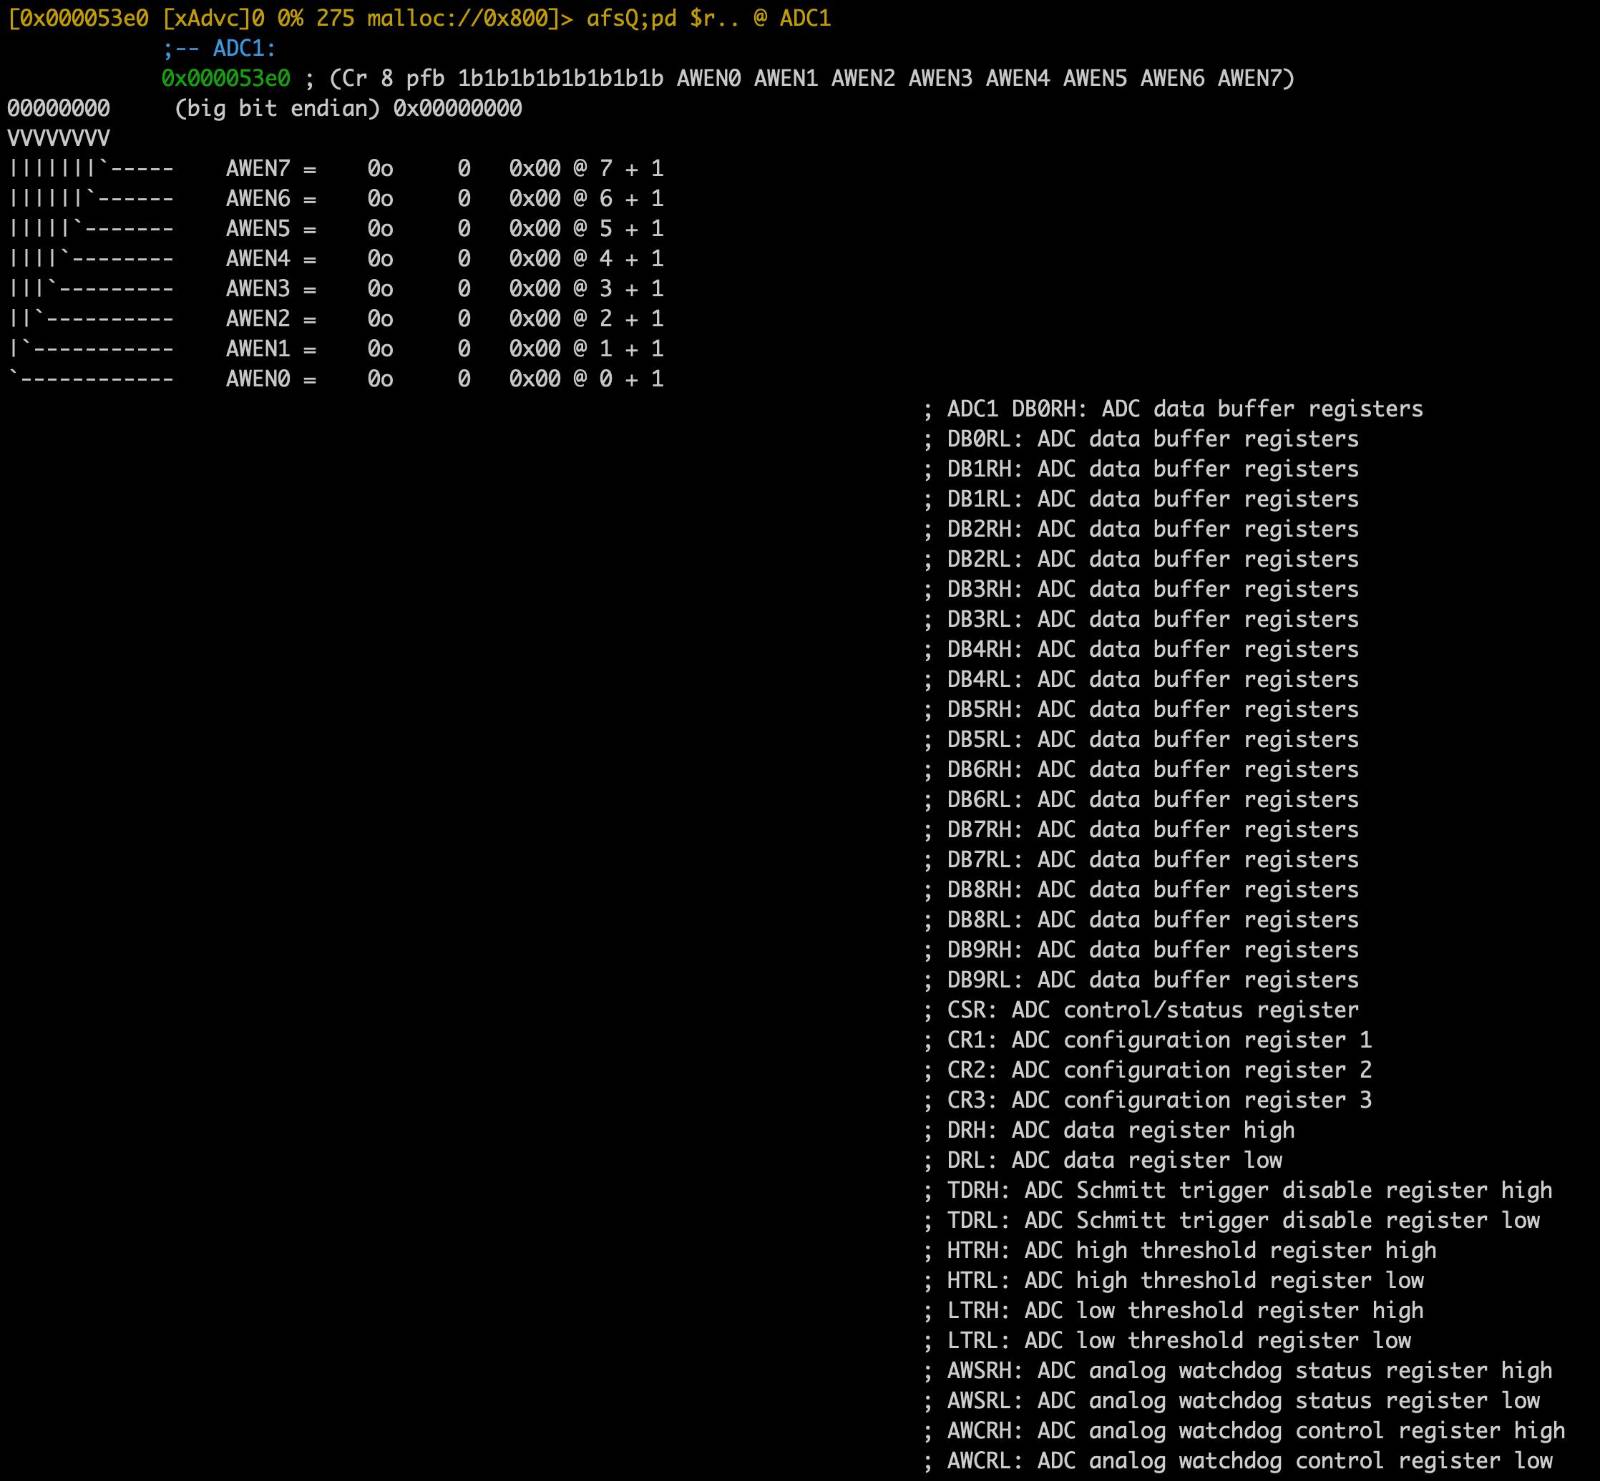 [0x000053e0 [xAdvc]0 0% 275 malloc://0x800]> afsQ;pd $r.. @ ADC1
            ;-- ADC1:
            0x000053e0 ; (Cr 8 pfb 1b1b1b1b1b1b1b1b AWEN0 AWEN1 AWEN2 AWEN3 AWEN4 AWEN5 AWEN6 AWEN7)
00000000     (big bit endian) 0x00000000
VVVVVVVV
|||||||`-----    AWEN7 =    0o     0   0x00 @ 7 + 1
||||||`------    AWEN6 =    0o     0   0x00 @ 6 + 1
|||||`-------    AWEN5 =    0o     0   0x00 @ 5 + 1
||||`--------    AWEN4 =    0o     0   0x00 @ 4 + 1
|||`---------    AWEN3 =    0o     0   0x00 @ 3 + 1
||`----------    AWEN2 =    0o     0   0x00 @ 2 + 1
|`-----------    AWEN1 =    0o     0   0x00 @ 1 + 1
`------------    AWEN0 =    0o     0   0x00 @ 0 + 1
; ADC1 DB0RH: ADC data buffer registers
; DB0RL: ADC data buffer registers
; DB1RH: ADC data buffer registers
; DB1RL: ADC data buffer registers
; DB2RH: ADC data buffer registers
; DB2RL: ADC data buffer registers
; DB3RH: ADC data buffer registers
; DB3RL: ADC data buffer registers
; DB4RH: ADC data buffer registers
; DB4RL: ADC data buffer registers
; DB5RH: ADC data buffer registers
; DB5RL: ADC data buffer registers
; DB6RH: ADC data buffer registers
; DB6RL: ADC data buffer registers
; DB7RH: ADC data buffer registers
; DB7RL: ADC data buffer registers
; DB8RH: ADC data buffer registers
; DB8RL: ADC data buffer registers
; DB9RH: ADC data buffer registers
; DB9RL: ADC data buffer registers
; CSR: ADC control/status register
; CR1: ADC configuration register 1
; CR2: ADC configuration register 2
; CR3: ADC configuration register 3
; DRH: ADC data register high
; DRL: ADC data register low
; TDRH: ADC Schmitt trigger disable register high
; TDRL: ADC Schmitt trigger disable register low
; HTRH: ADC high threshold register high
; HTRL: ADC high threshold register low
; LTRH: ADC low threshold register high
; LTRL: ADC low threshold register low
; AWSRH: ADC analog watchdog status register high
; AWSRL: ADC analog watchdog status register low
; AWCRH: ADC analog watchdog control register high
; AWCRL: ADC analog watchdog control register low